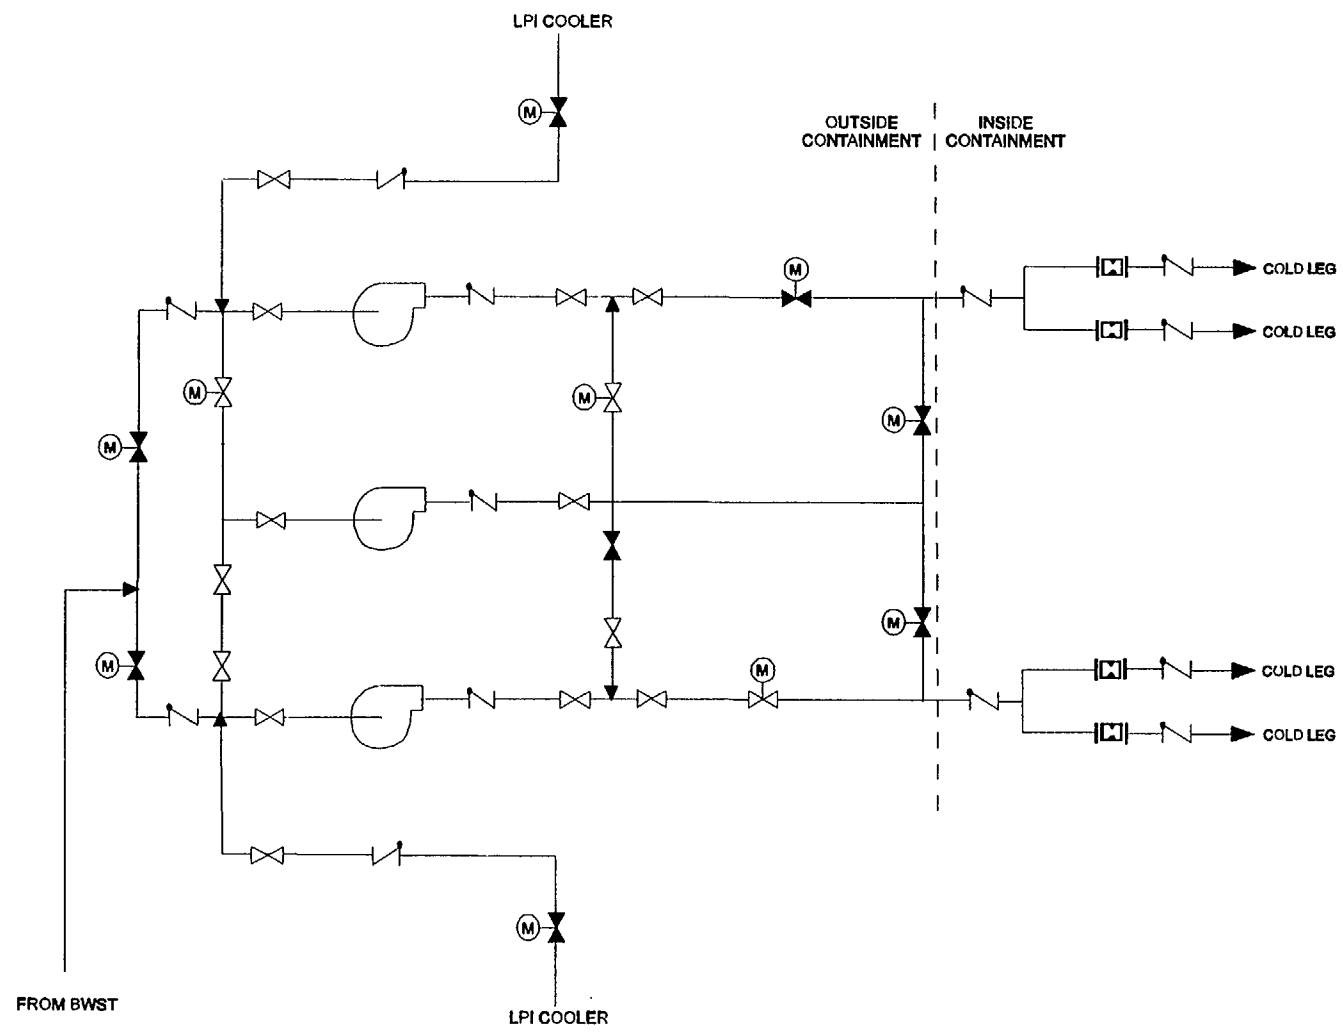 LPI COOLER
M
OUTSIDE
CONTAINMENT
INSIDE
CONTAINMENT
M
COLD LEG
COLD LEG
M
M
M
M
M
M
M
COLD LEG
COLD LEG
M
FROM BWST
LPI COOLER